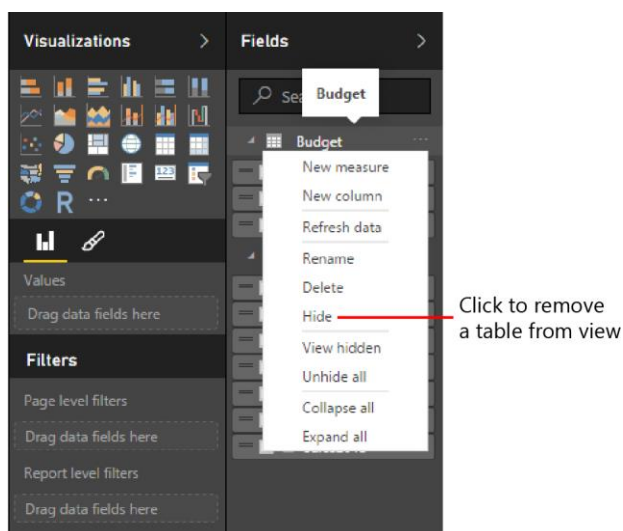 Visualizations
Fields
Budget
Budget
New measure
New column
Refresh data
Rename
Delete
Hide
View hidden
Unhide all
Collapse all
Expand all
R
123
Values
Drag data fields here
Filters
Page level filters
Drag data fields here
Report level filters
Drag data fields here
Click to remove
a table from view